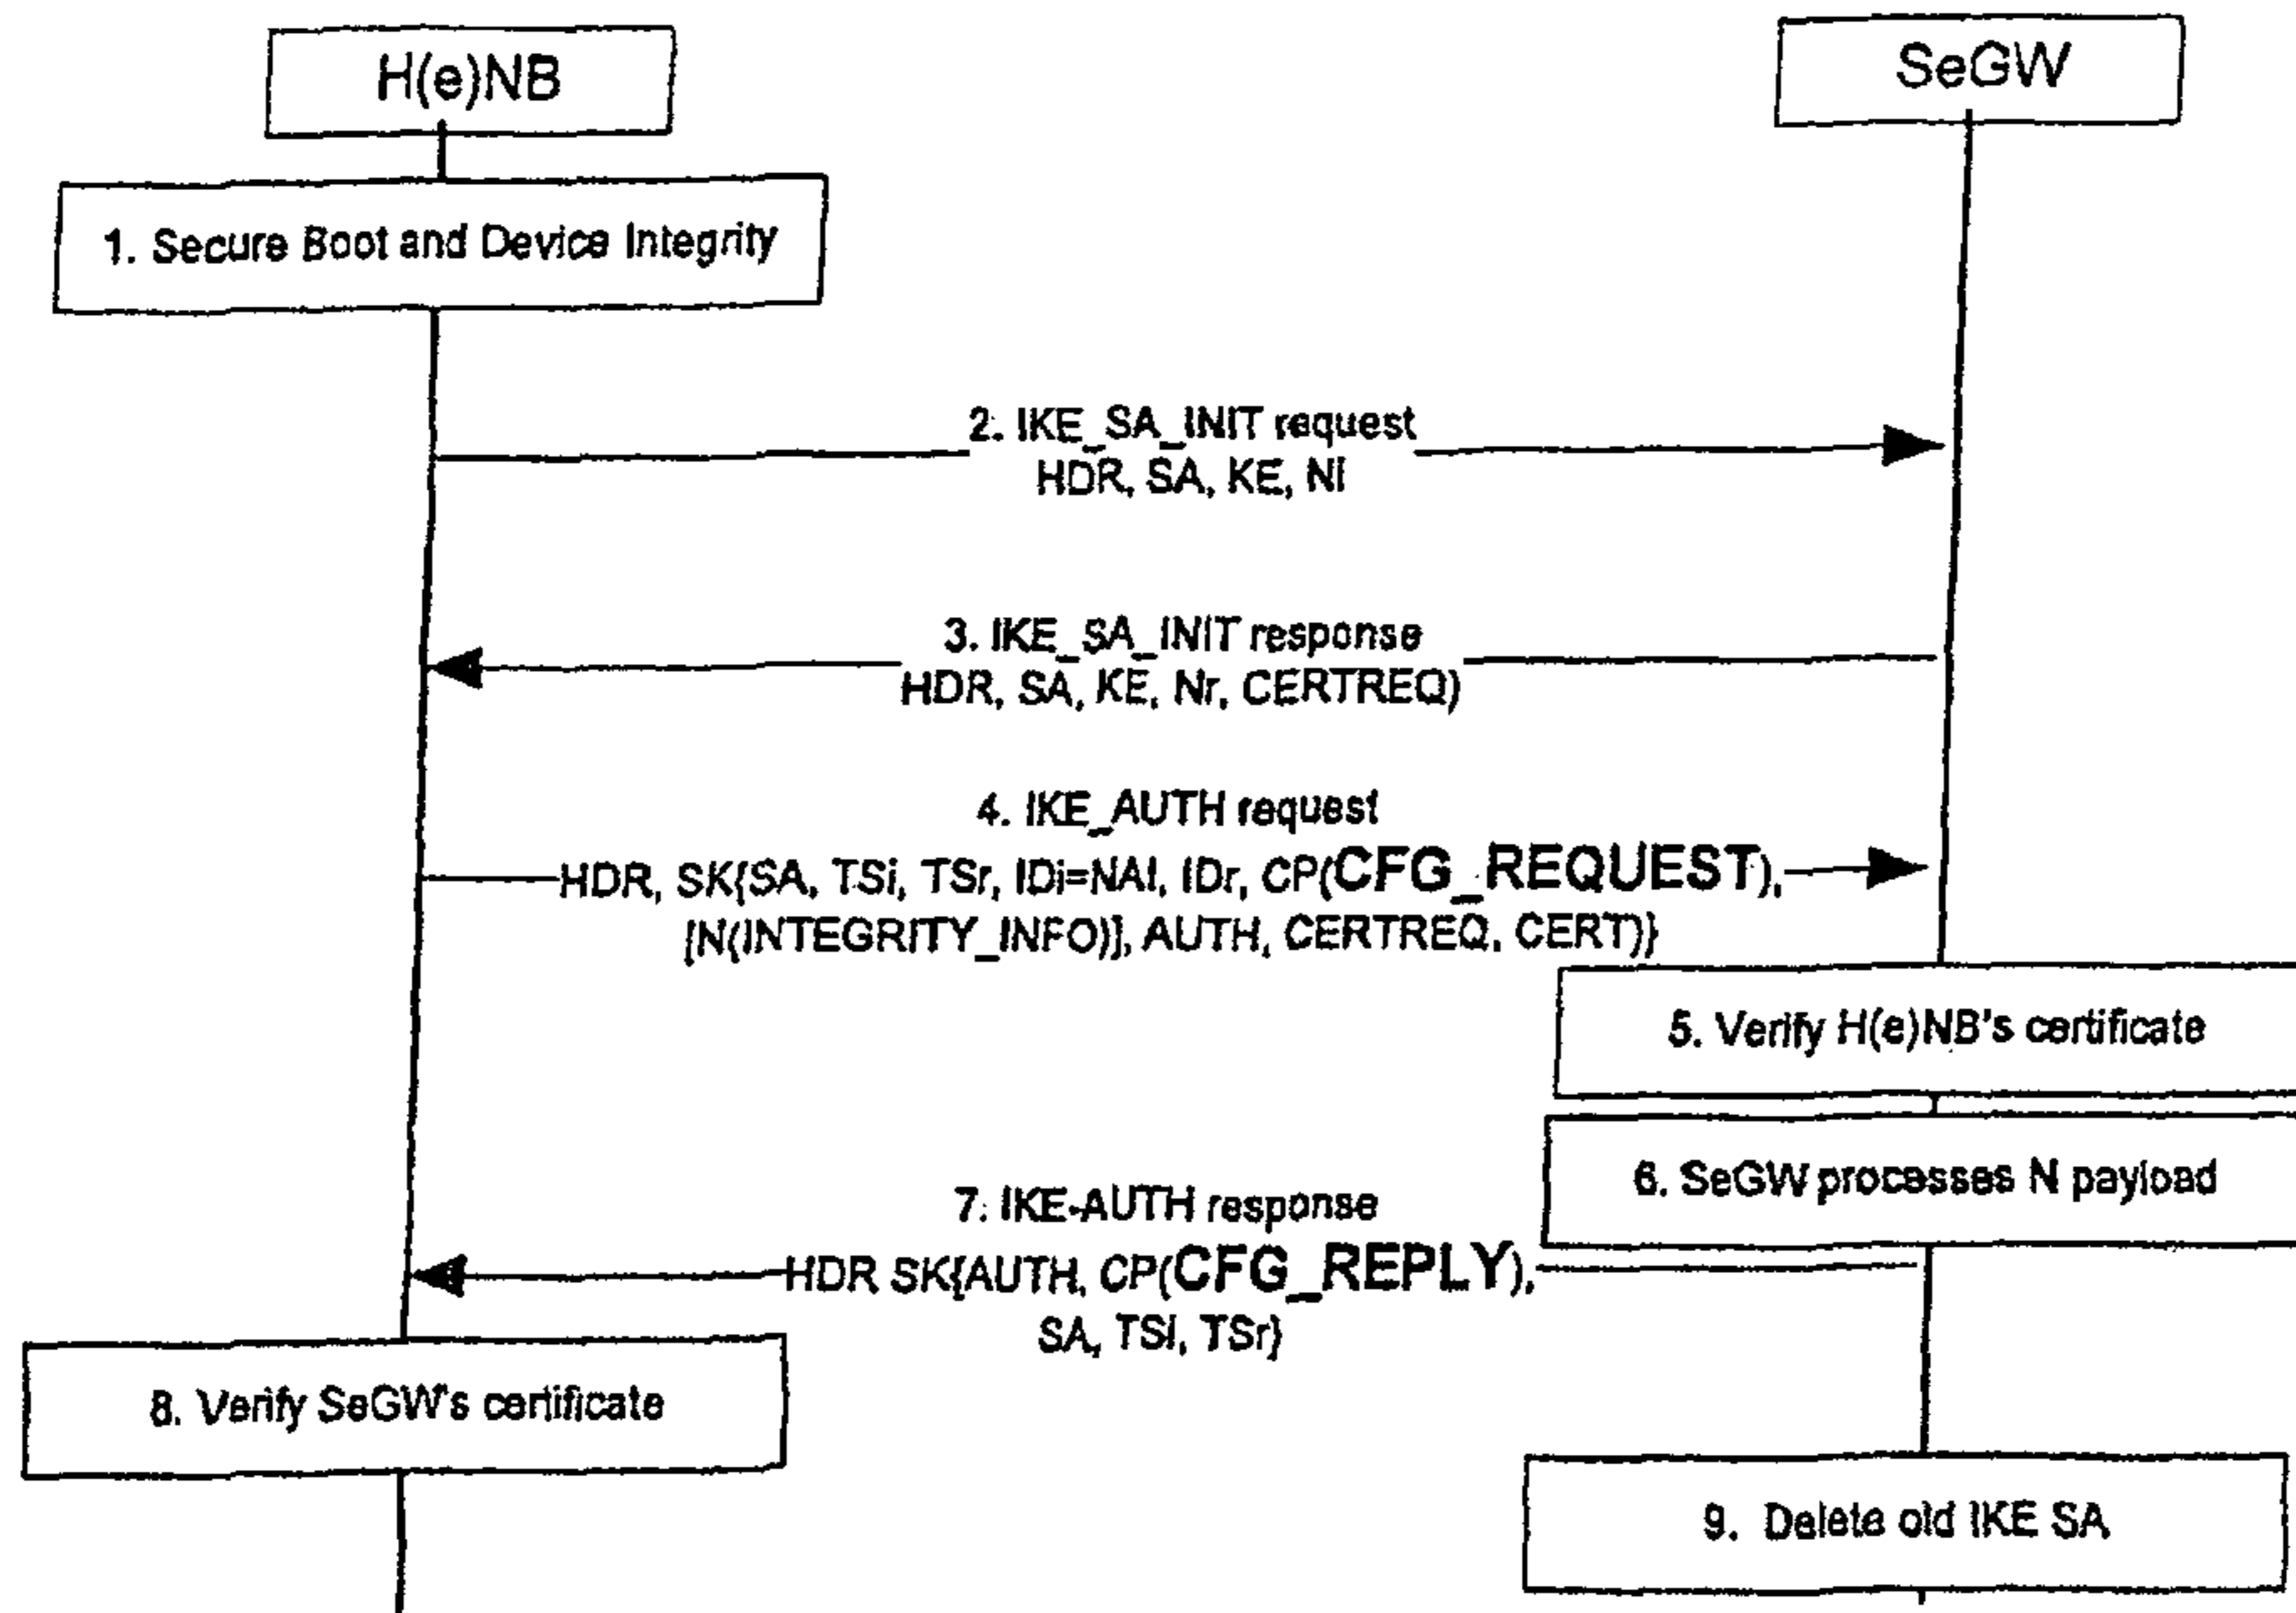 H(e)NB
SeGW
1. Secure Boot and Device Integrity
2. IKE_SA_INIT request
HDR, SA, KE, Ni
3. IKE_SA_INIT response
HDR, SA, KE, Nr, CERTREQ)
4. IKE_AUTH request
HDR, SK{SA, TSi, TSr, IDi=NAI, IDr, CP(CFG_REQUEST),
[N(INTEGRITY_INFO)], AUTH, CERTREQ, CERT)}
5. Verify H(e)NB's certificate
6. SeGW processes N payload
7. IKE-AUTH response
HDR SK{AUTH, CP(CFG_REPLY),
SA, TSi, TSr}
8. Verify SeGW's certificate
9. Delete old IKE SA